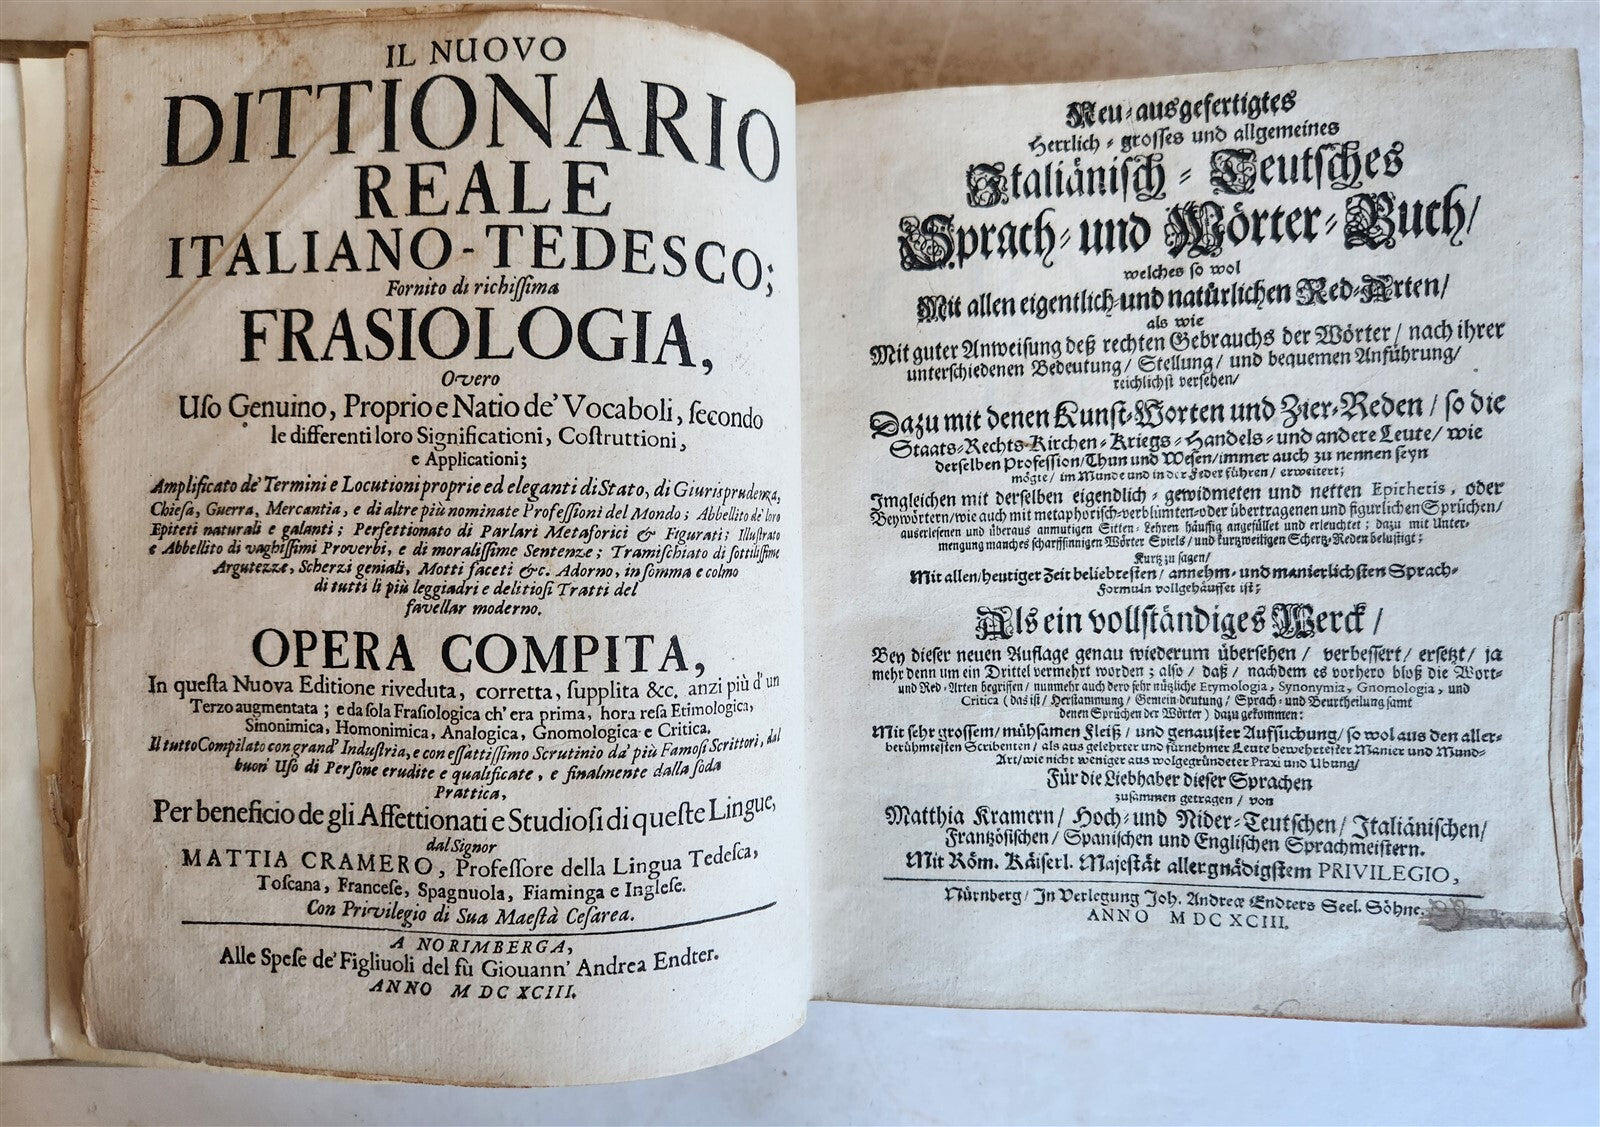 IL NUOVO
DITTIONARIO
REALE
ITALIANO-TEDESCO;
Fornito di richiſſima
FRASIOLOGIA,
Overo
Uſo Genuino, Proprio e Natio de' Vocaboli, ſecondo
le differenti loro Significationi, Coſtruttioni,
e Applicationi;
Amplificato de' Termini e Locutioni proprie ed eleganti di Stato, di Giurisprudenza,
Chieſa, Guerra, Mercantia, e di altre più nominate Profeſſioni del Mondo; Abbellito de' loro
Epiteti naturali e galanti; Perfettionato di Parlari Metaforici & Figurati; Illuſtrato
e Abbellito di vaghiſſimi Proverbi, e di moraliſſime Sentenze; Tramiſchiato di ſottiliſſime
Argutezze, Scherzi geniali, Motti faceti &c. Adorno, in ſomma e colmo
di tutti li più leggiadri e delitioſi Tratti del
favellar moderno.
OPERA COMPITA,
In queſta Nuova Editione riveduta, corretta, ſupplita &c. anzi più d'un
Terzo augmentata; e da ſola Fraſiologica ch' era prima, hora reſa Etimologica,
Sinonimica, Homonimica, Analogica, Gnomologica e Critica.
Il tutto Compilato con grand' Induſtria, e con eſſattiſſimo Scrutinio da' più Famoſi Scrittori, dal
buon' Uſo di Perſone erudite e qualificate, e finalmente dalla ſoda
Prattica,
Per beneficio de gli Affettionati e Studioſi di queſte Lingue,
dal Signor
MATTIA CRAMERO, Profeſſore della Lingua Tedeſca,
Toſcana, Franceſe, Spagnuola, Fiaminga e Ingleſe.
Con Privilegio di Sua Maeſtà Ceſarea.
A NORIMBERGA,
Alle Speſe de' Figliuoli del fù Giouann' Andrea Endter.
ANNO M DC XCIII.
Neu-ausgefertigtes
Herrlich-groſſes und allgemeines
Italiäniſch-Teutſches
Sprach- und Wörter-Buch/
welches ſo wol
Mit allen eigentlich- und natürlichen Red-Arten/
als wie
Mit guter Anweiſung deß rechten Gebrauchs der Wörter/ nach ihrer
unterſchiedenen Bedeutung/ Stellung/ und bequemen Anführung/
reichlichſt verſehen/
Dazu mit denen Kunſt-Worten und Zier-Reden/ ſo die
Staats-Rechts-Kirchen-Kriegs-Handels- und andere Leute/ wie
derſelben Profeſſion/ Thun und Weſen/ immer auch zu nennen ſeyn
mögte/ im Munde und in der Feder führen/ erweitert;
Imgleichen mit derſelben eigendlich-gewidmeten und netten Epithetis, oder
Beywörtern/ wie auch mit metaphoriſch-verblümten- oder übertragenen und figurlichen Sprüchen/
auserleſenen und überaus anmutigen Sitten-Lehren häuffig angefüllet und erleuchtet; dazu mit Unter-
mengung manches ſcharffſinnigen Wörter Spiels/ und kurtzweiligen Schertz-Reden beluſtigt;
Kurtz zu ſagen/
Mit allen/ heutiger Zeit beliebteſten/ annehm- und manierlichſten Sprach-
Formuln vollgehäuffet iſt;
Als ein vollſtändiges Werck/
Bey dieſer neuen Auflage genau wiederum überſehen/ verbeſſert/ erſetzt/ ja
mehr denn um ein Drittel vermehrt worden; alſo/ daß/ nachdem es vorhero bloß die Wort-
und Red-Arten begriffen/ nunmehr auch dero ſehr nützliche Etymologia, Synonymia, Gnomologia, und
Critica (das iſt/ Herſtammung/ Gemein-deutung/ Spruch- und Beurtheilung ſamt
denen Sprüchen der Wörter) dazu gekommen:
Mit ſehr groſſem/ mühſamen Fleiß/ und genauſter Auffſuchung/ ſo wol aus den aller-
berühmteſten Scribenten/ als aus gelehrter und fürnehmer Leute bewehrteſter Manier und Mund-
Art/ wie nicht weniger aus wolgegründeter Praxi und Ubung/
Für die Liebhaber dieſer Sprachen
zuſammen getragen/ von
Matthia Kramern/ Hoch- und Nider-Teutſchen/ Italiäniſchen/
Frantzöſiſchen/ Spaniſchen und Engliſchen Sprachmeiſtern.
Mit Röm. Käiſerl. Majeſtät allergnädigſtem PRIVILEGIO,
Nürnberg/ In Verlegung Joh. Andreæ Endters Seel. Söhne.
ANNO M DC XCIII.